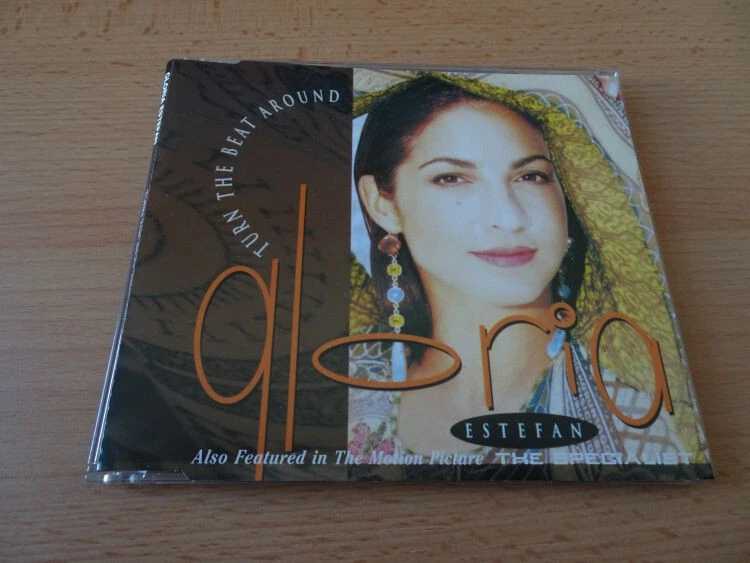 TURN THE BEAT AROUND
gloria
ESTEFAN
Also Featured in The Motion Picture THE SPECIALIST